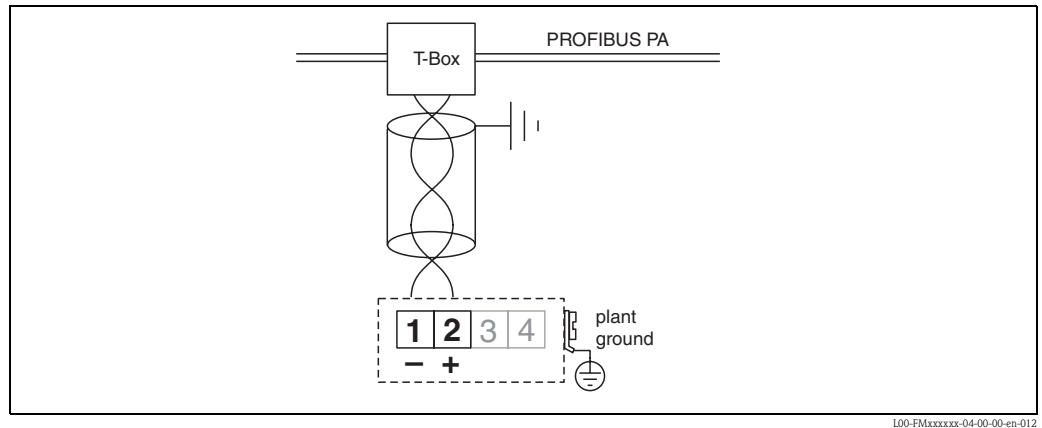 PROFIBUS PA
T-Box
1 2 3 4
– +
plant
ground
L00-FMxxxxxx-04-00-00-en-012